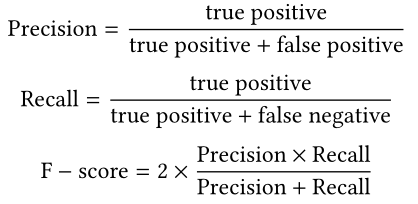 Precision = true positive / true positive + false positive
Recall = true positive / true positive + false negative
F − score = 2 × Precision × Recall / Precision + Recall